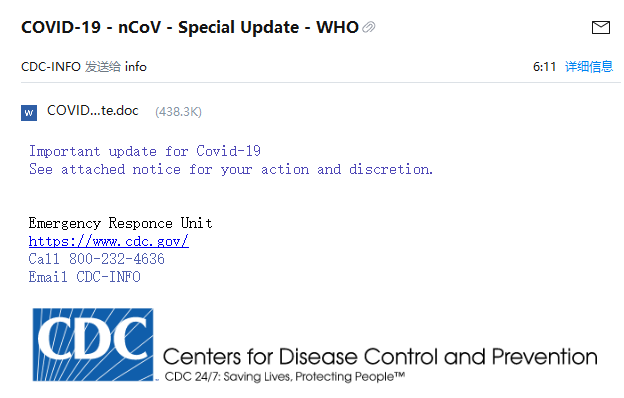 COVID-19 - nCoV - Special Update - WHO
CDC-INFO 发送给 info
6:11 详细信息
W
COVID...te.doc (438.3K)
Important update for Covid-19
See attached notice for your action and discretion.
Emergency Responce Unit
https://www.cdc.gov/
Call 800-232-4636
Email CDC-INFO
CDC
Centers for Disease Control and Prevention
CDC 24/7: Saving Lives, Protecting People™